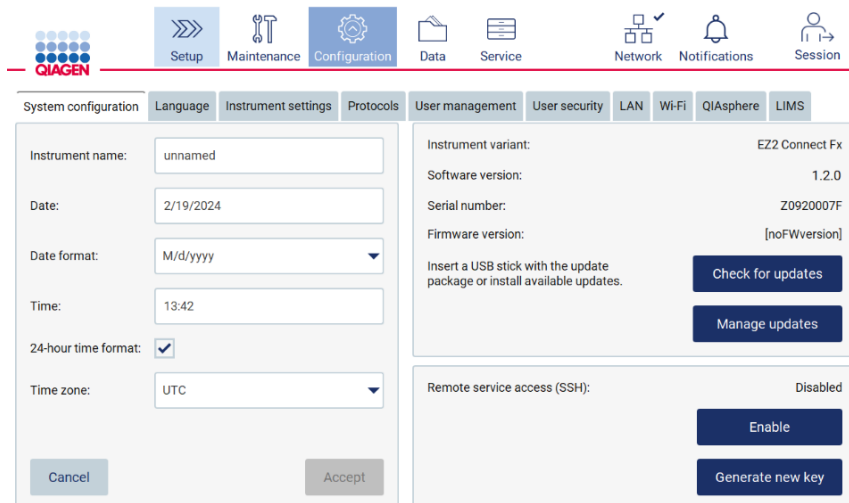 QIAGEN
Setup
Maintenance
Configuration
Data
Service
Network
Notifications
Session
System configuration
Language
Instrument settings
Protocols
User management
User security
LAN
Wi-Fi
QIAsphere
LIMS
Instrument name:
unnamed
Date:
2/19/2024
Date format:
M/d/yyyy
Time:
13:42
24-hour time format:
Time zone:
UTC
Cancel
Accept
Instrument variant:
EZ2 Connect Fx
Software version:
1.2.0
Serial number:
Z0920007F
Firmware version:
[noFWversion]
Insert a USB stick with the update
package or install available updates.
Check for updates
Manage updates
Remote service access (SSH):
Disabled
Enable
Generate new key